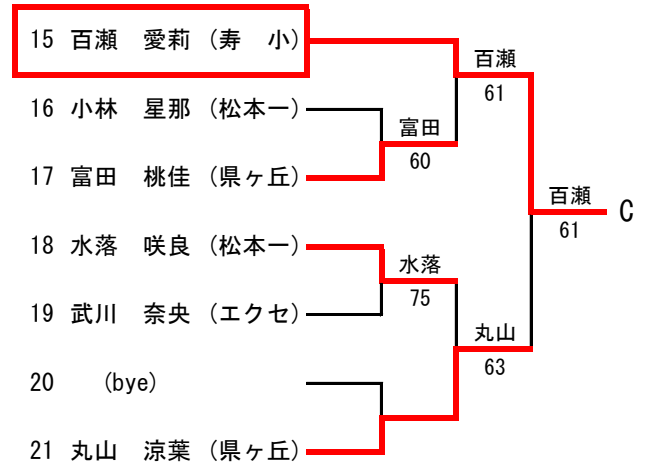 15 百瀬 愛莉 (寿 小)
百瀬
61
16 小林 星那 (松本一)
富田
60
17 富田 桃佳 (県ヶ丘)
百瀬
61
C
18 水落 咲良 (松本一)
水落
75
19 武川 奈央 (エクセ)
丸山
63
20 (bye)
21 丸山 涼葉 (県ヶ丘)